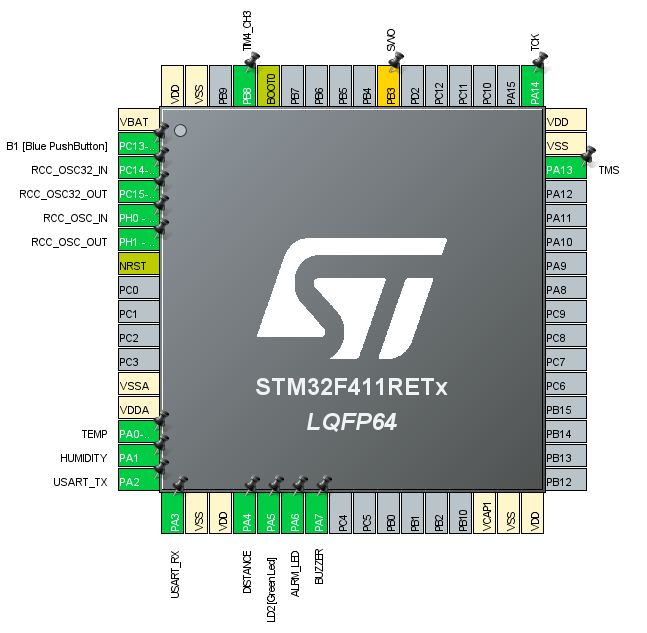 TIM4_CH3
SWO
TCK
VDD
VSS
PB9
PB8
BOOT0
PB7
PB6
PB5
PB4
PB3
PD2
PC12
PC11
PC10
PA15
PA14
VBAT
B1 [Blue PushButton] PC13-..
RCC_OSC32_IN PC14-..
RCC_OSC32_OUT PC15-..
RCC_OSC_IN PH0 - ..
RCC_OSC_OUT PH1 - ..
NRST
PC0
PC1
PC2
PC3
VSSA
VDDA
TEMP PA0-..
HUMIDITY PA1
USART_TX PA2
VDD
VSS
PA13 TMS
PA12
PA11
PA10
PA9
PA8
PC9
PC8
PC7
PC6
PB15
PB14
PB13
PB12
ST
STM32F411RETx
LQFP64
PA3
VSS
VDD
PA4
PA5
PA6
PA7
PC4
PC5
PB0
PB1
PB2
PB10
VCAP1
VSS
VDD
USART_RX
DISTANCE
LD2 [Green Led]
ALRM_LED
BUZZER